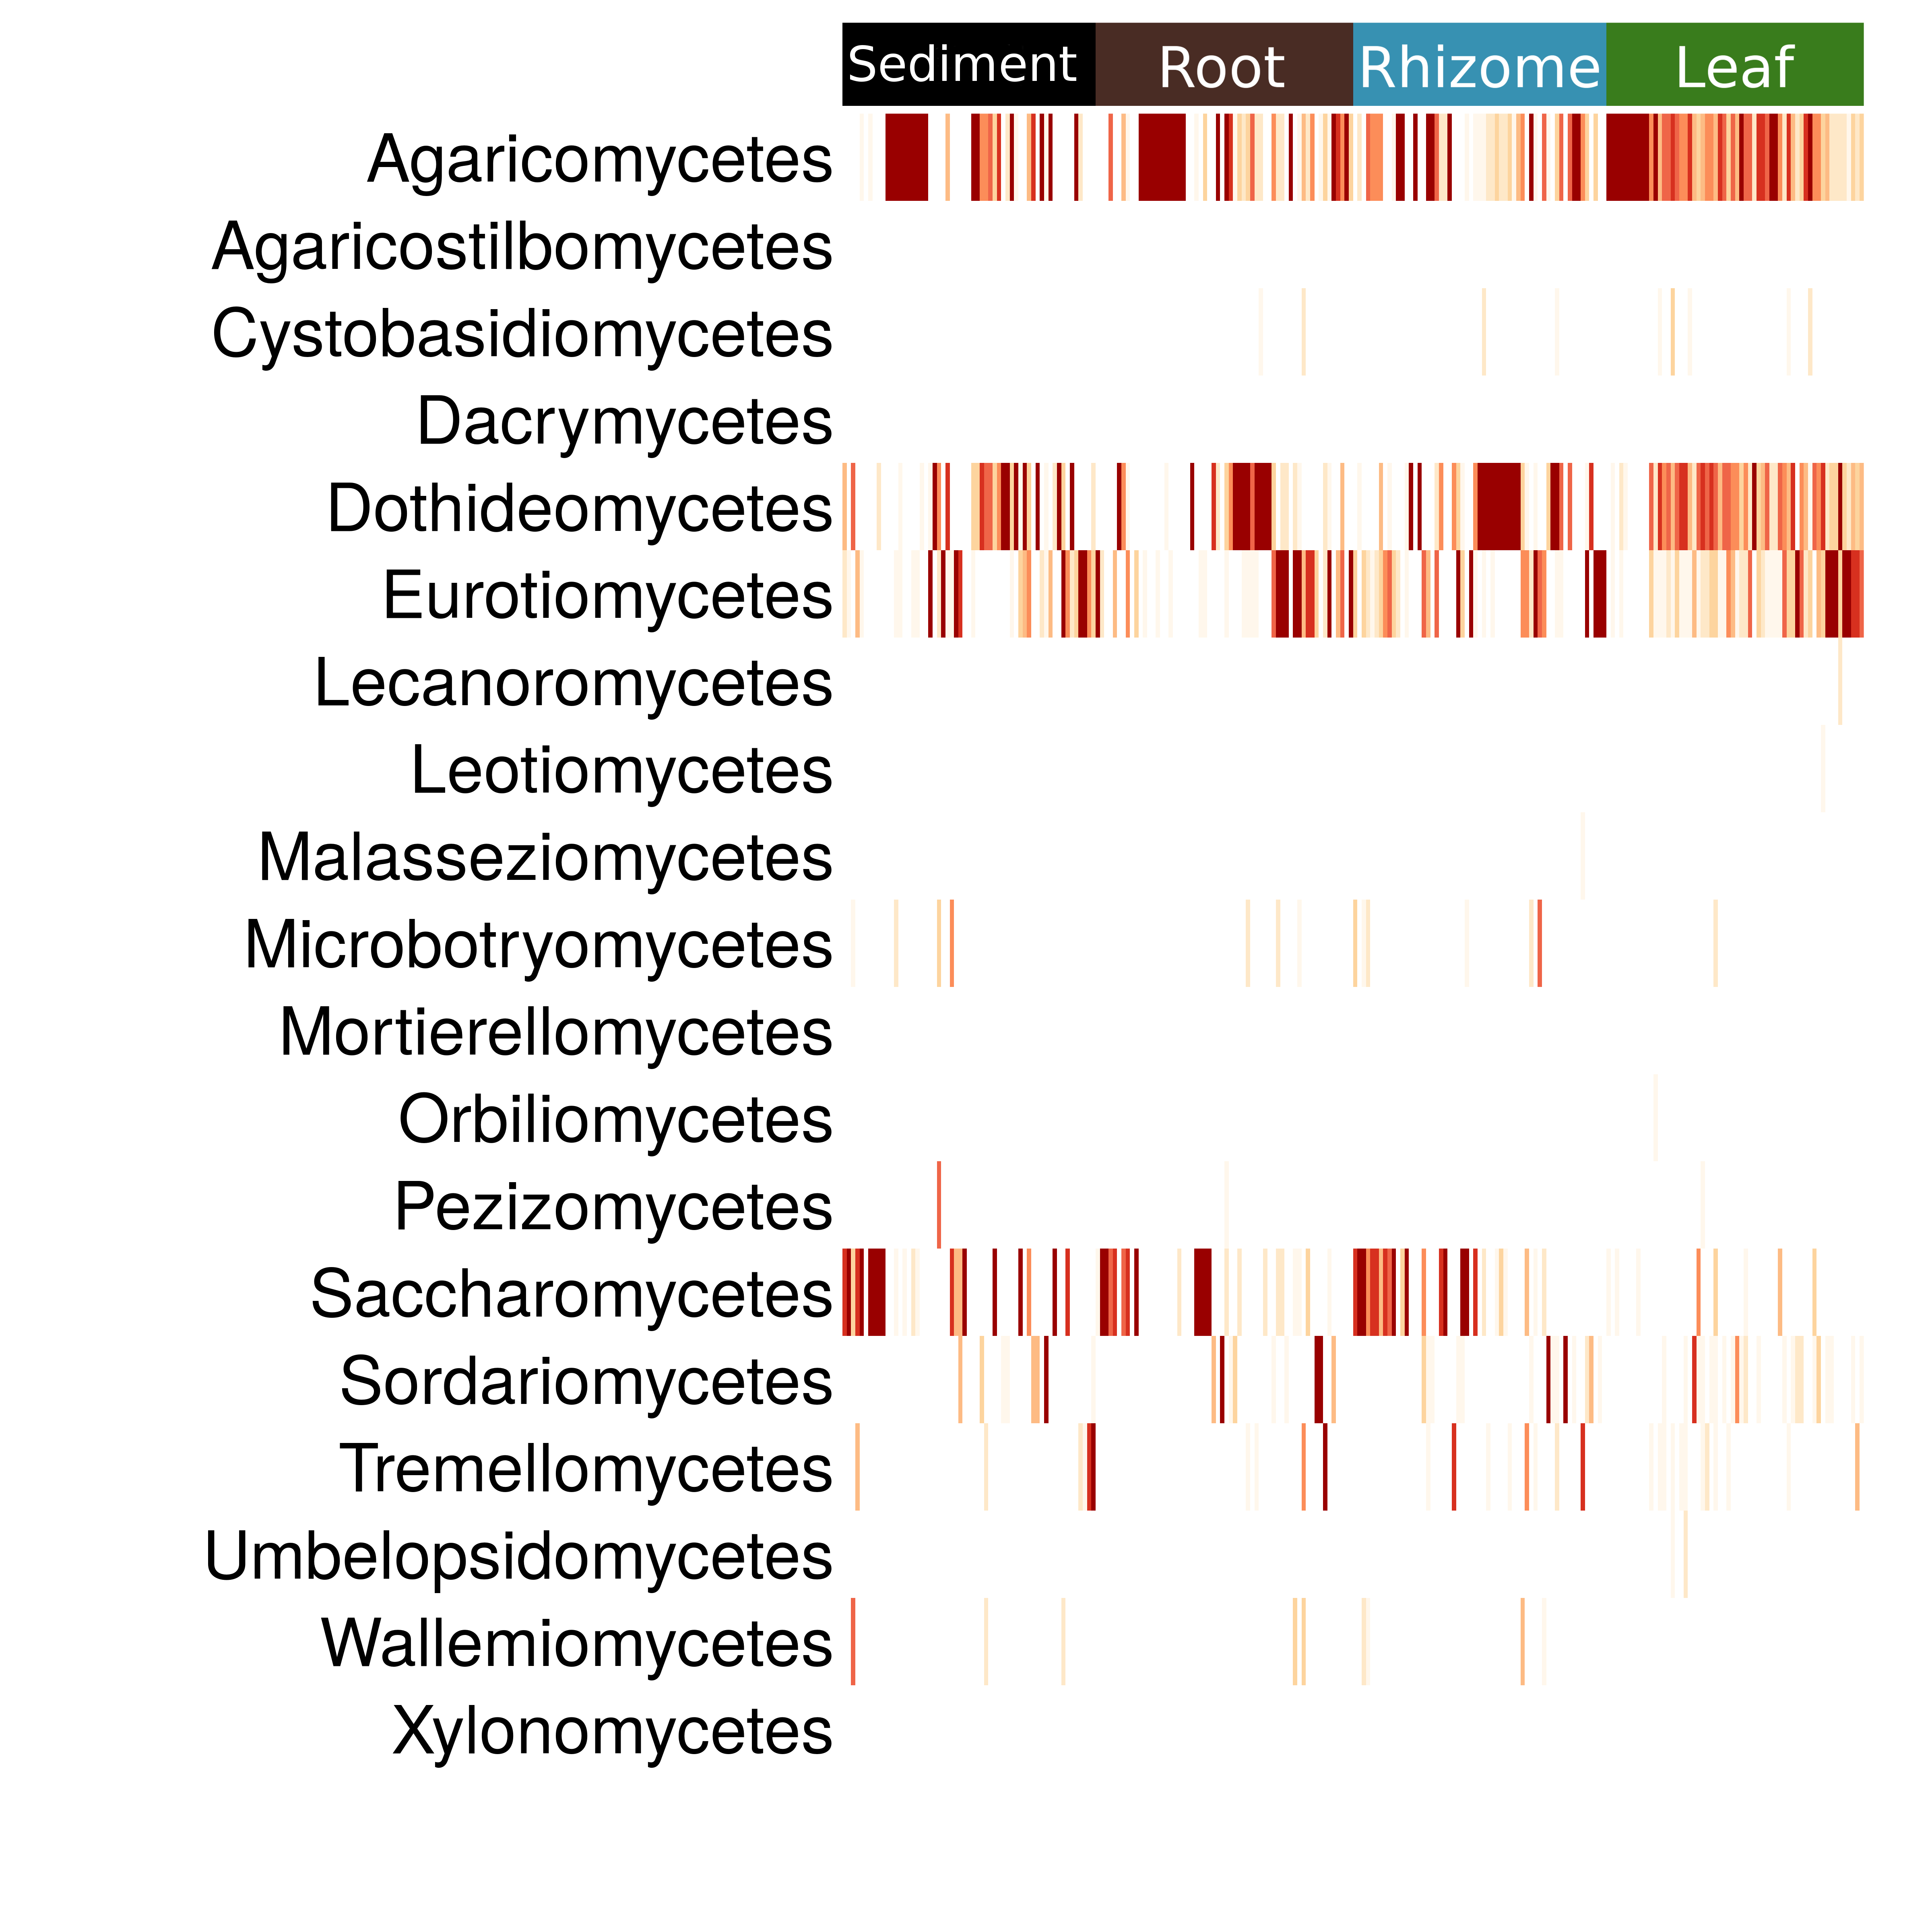 Sediment Root Rhizome Leaf
Agaricomycetes
Agaricostilbomycetes
Cystobasidiomycetes
Dacrymycetes
Dothideomycetes
Eurotiomycetes
Lecanoromycetes
Leotiomycetes
Malasseziomycetes
Microbotryomycetes
Mortierellomycetes
Orbiliomycetes
Pezizomycetes
Saccharomycetes
Sordariomycetes
Tremellomycetes
Umbelopsidomycetes
Wallemiomycetes
Xylonomycetes